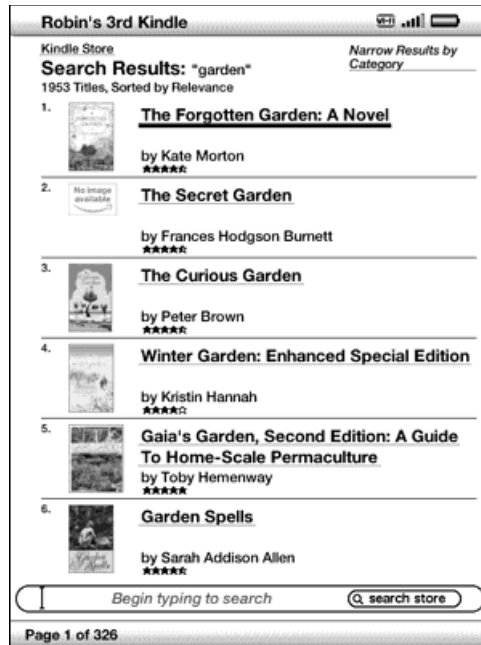 Robin's 3rd Kindle
Wi-Fi
Kindle Store
Narrow Results by
Category
Search Results: "garden"
1953 Titles, Sorted by Relevance
1.
The Forgotten Garden: A Novel
by Kate Morton
2.
No image
available
The Secret Garden
by Frances Hodgson Burnett
3.
The Curious Garden
by Peter Brown
4.
Winter Garden: Enhanced Special Edition
by Kristin Hannah
5.
Gaia's Garden, Second Edition: A Guide
To Home-Scale Permaculture
by Toby Hemenway
6.
Garden Spells
by Sarah Addison Allen
Garden
Spells
Begin typing to search
search store
Page 1 of 326